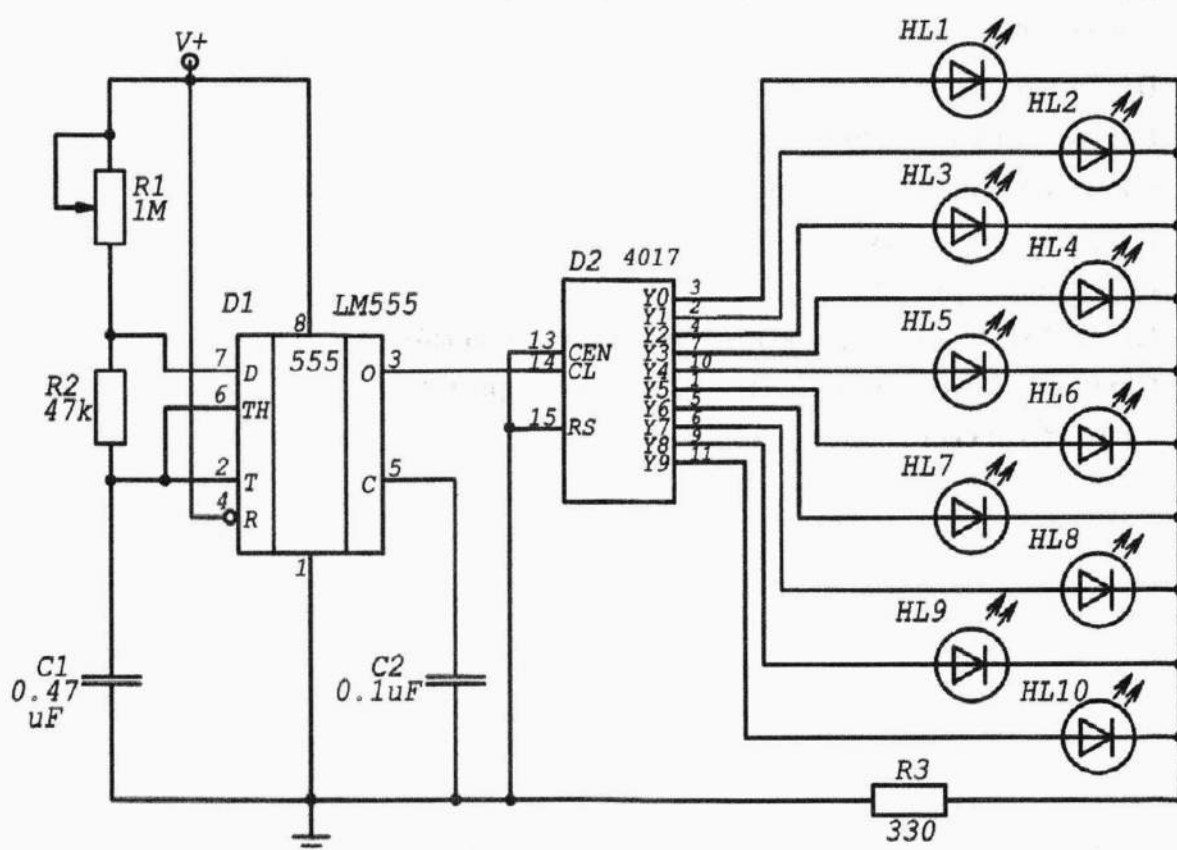 V+
HL1
HL2
R1
1M
HL3
D2 4017
HL4
D1 LM555
8
Y0 3
Y1 2
Y2 4
Y3 7
Y4 10
Y5 1
Y6 5
Y7 6
Y8 9
Y9 11
HL5
7 D
555
O 3
13 CEN
14 CL
R2
47k
6 TH
15 RS
HL6
2 T
C 5
HL7
4 R
1
HL8
HL9
C1
0.47
uF
C2
0.1uF
HL10
R3
330